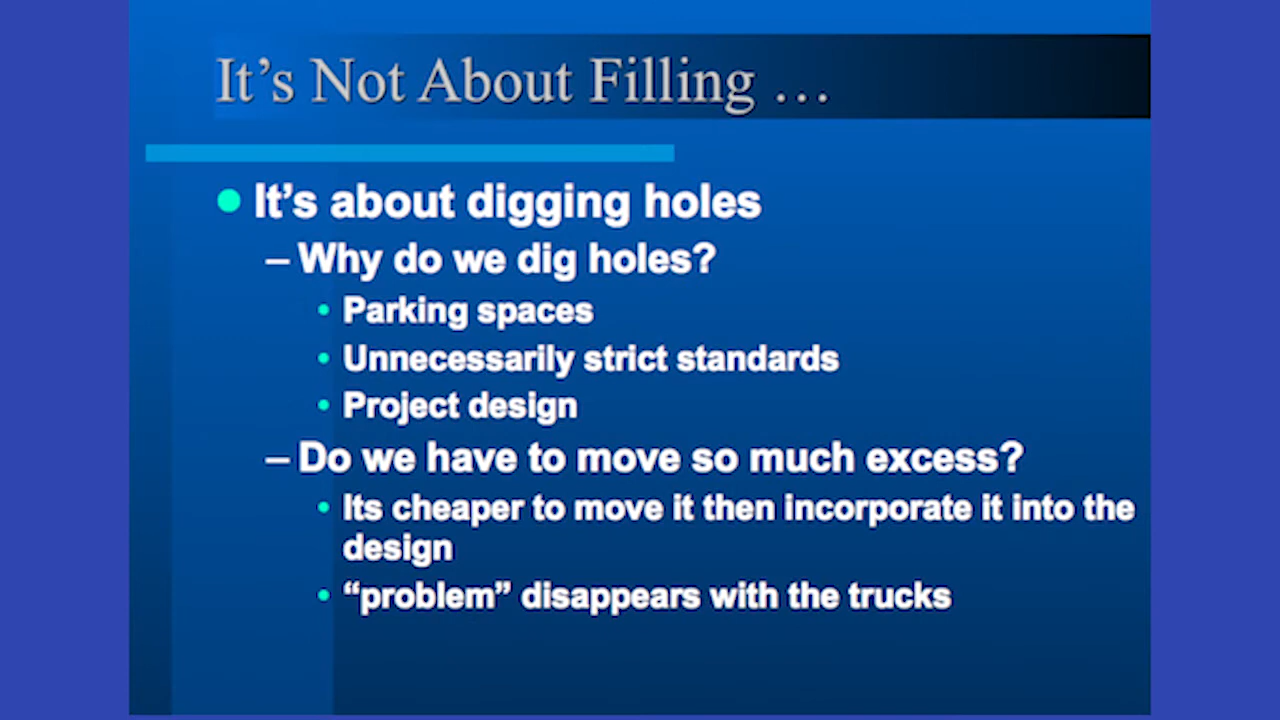 It’s Not About Filling …
It’s about digging holes
– Why do we dig holes?
• Parking spaces
• Unnecessarily strict standards
• Project design
– Do we have to move so much excess?
• Its cheaper to move it then incorporate it into the
design
• “problem” disappears with the trucks